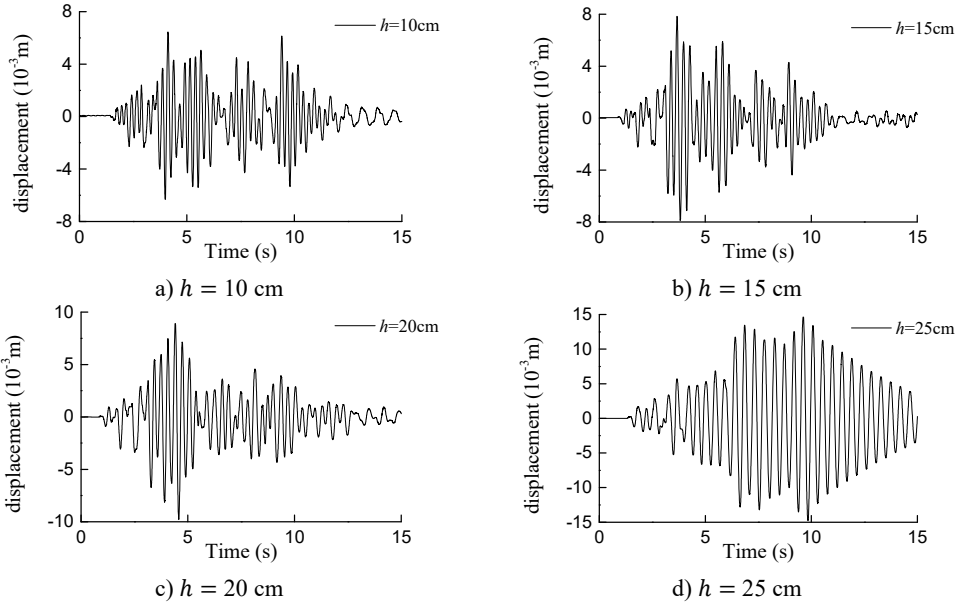 h=10cm
displacement (10⁻³m)
8
4
0
-4
-8
0 5 10 15
Time (s)
a) h = 10 cm
h=15cm
displacement (10⁻³m)
8
4
0
-4
-8
0 5 10 15
Time (s)
b) h = 15 cm
h=20cm
displacement (10⁻³m)
10
5
0
-5
-10
0 5 10 15
Time (s)
c) h = 20 cm
h=25cm
displacement (10⁻³m)
15
10
5
0
-5
-10
-15
0 5 10 15
Time (s)
d) h = 25 cm